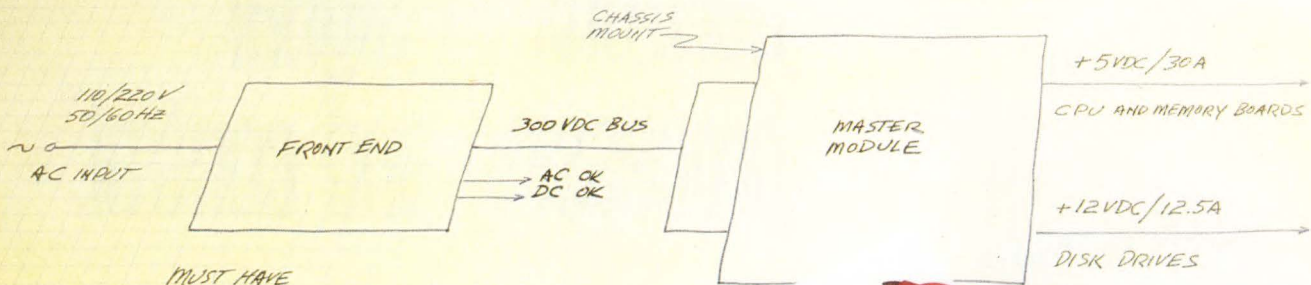 CHASSIS
MOUNT
110/220V
50/60HZ
~
AC INPUT
FRONT END
300 VDC BUS
AC OK
DC OK
MASTER
MODULE
+5VDC/30A
CPU AND MEMORY BOARDS
+12VDC/12.5A
DISK DRIVES
MUST HAVE